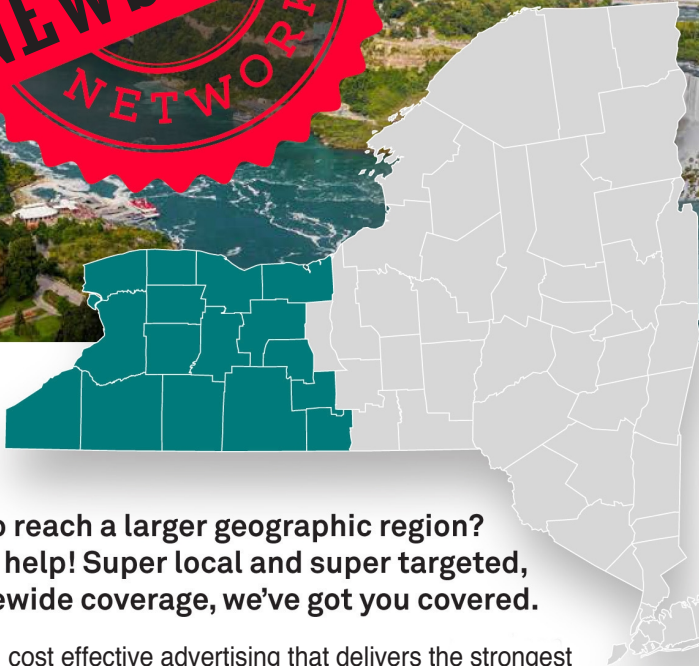 NETWORK
o reach a larger geographic region?
help! Super local and super targeted,
ewide coverage, we've got you covered.
cost effective advertising that delivers the strongest